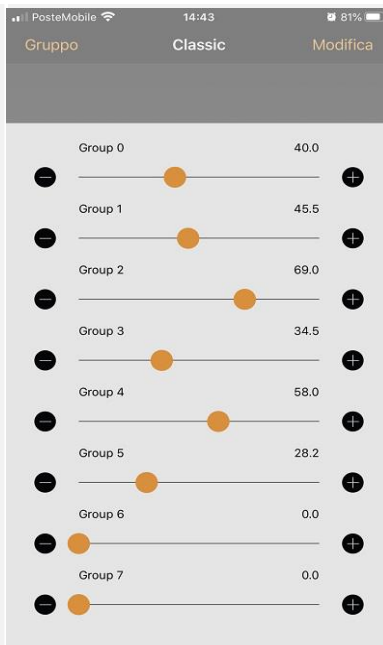 PosteMobile 14:43 81%
Gruppo Classic Modifica
Group 0 40.0
Group 1 45.5
Group 2 69.0
Group 3 34.5
Group 4 58.0
Group 5 28.2
Group 6 0.0
Group 7 0.0